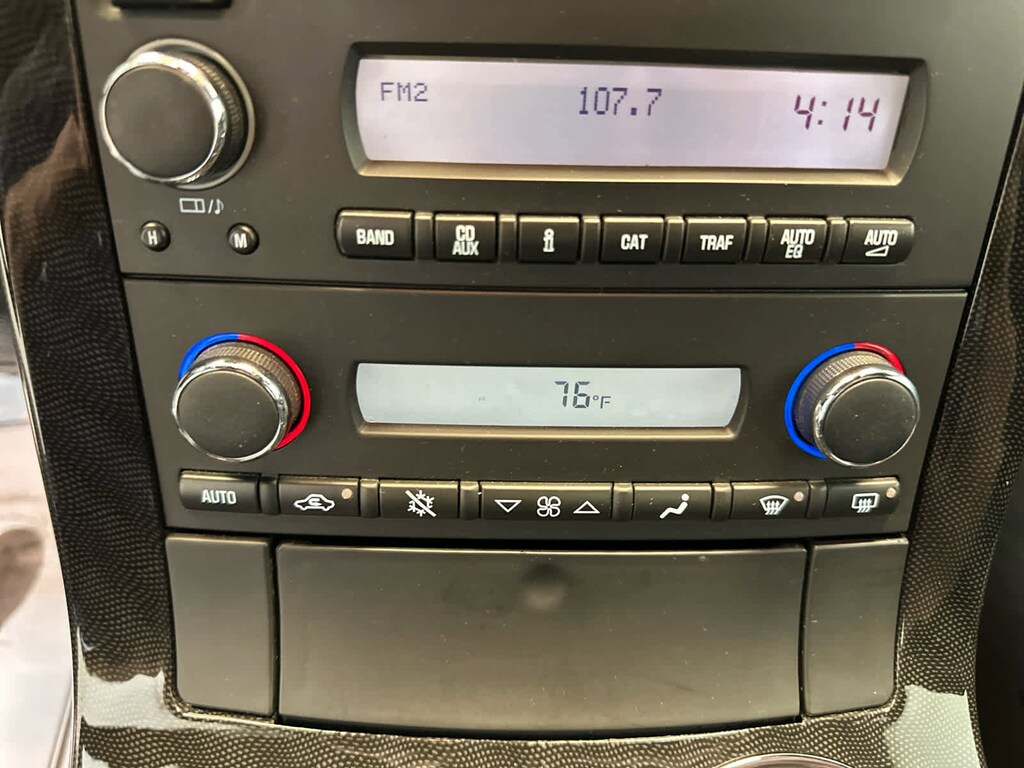 FM2 107.7 4:14
H M
BAND CD AUX i CAT TRAF AUTO EQ AUTO
76°F
AUTO